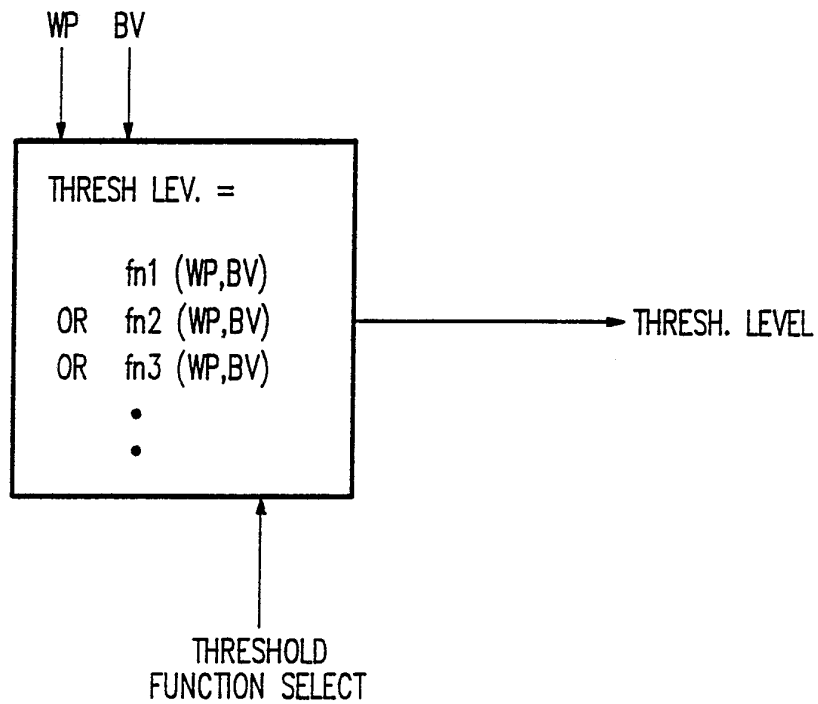 WP BV
THRESH LEV. =
fn1 (WP,BV)
OR fn2 (WP,BV)
OR fn3 (WP,BV)
THRESH. LEVEL
THRESHOLD
FUNCTION SELECT